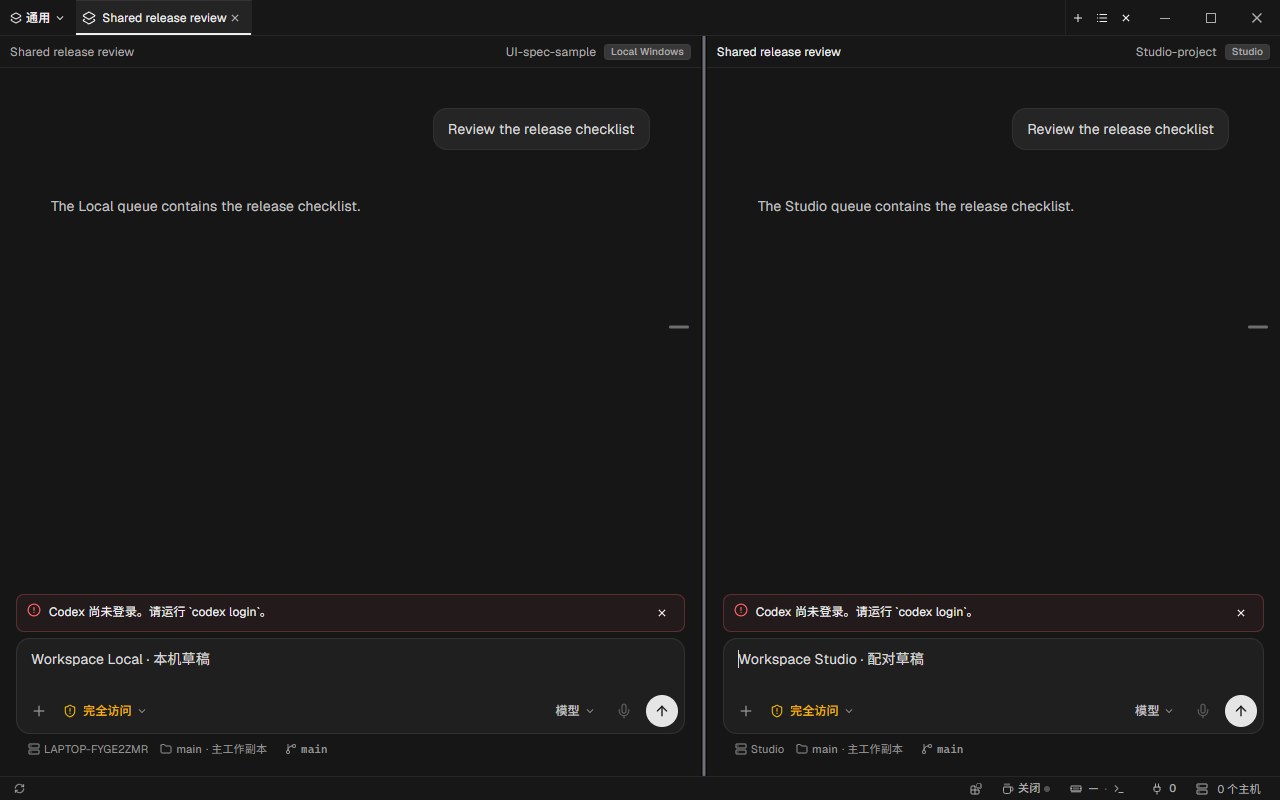 通用 Shared release review
Shared release review UI-spec-sample Local Windows
Shared release review Studio-project Studio
Review the release checklist
The Local queue contains the release checklist.
Review the release checklist
The Studio queue contains the release checklist.
Codex 尚未登录。请运行 `codex login`。
Workspace Local · 本机草稿
完全访问 模型
LAPTOP-FYGE2ZMR main · 主工作副本 main
Codex 尚未登录。请运行 `codex login`。
Workspace Studio · 配对草稿
完全访问 模型
Studio main · 主工作副本 main
关闭 — · 0 0 个主机